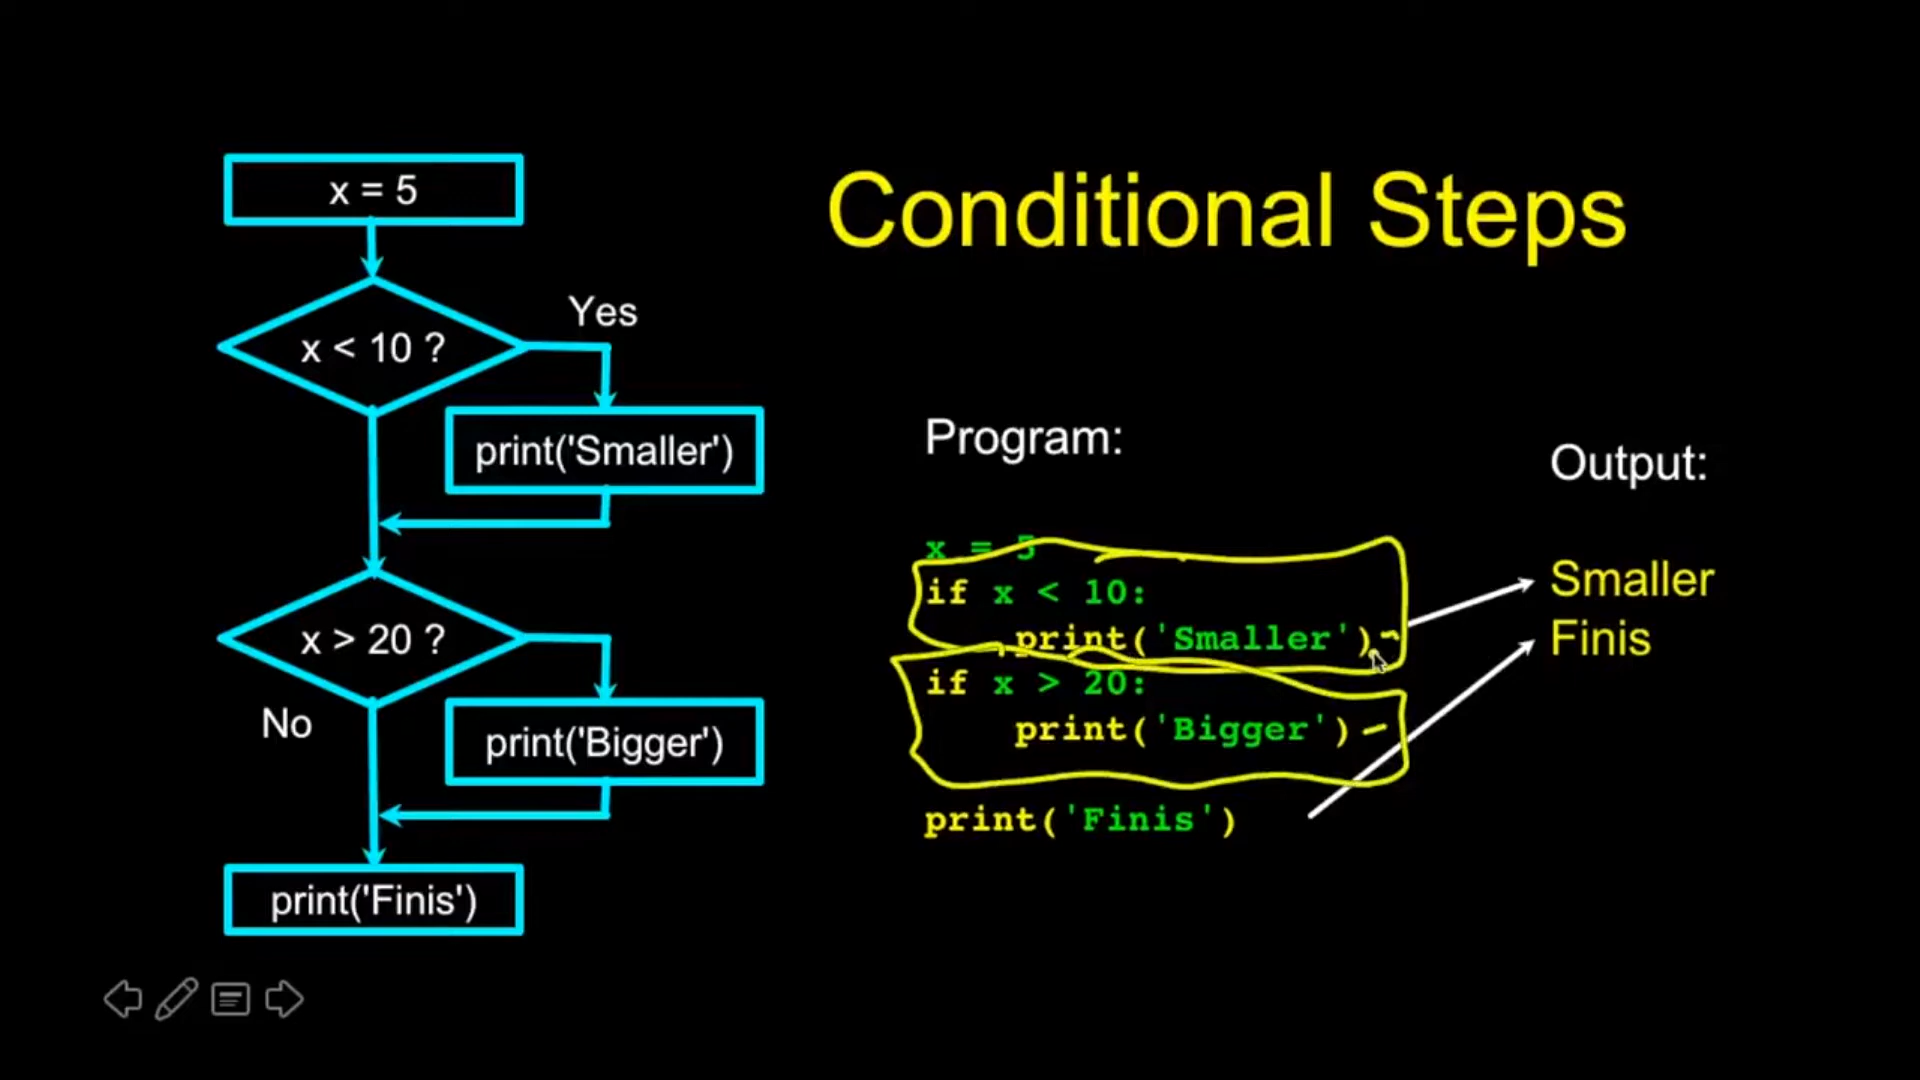 Conditional Steps
x = 5
x < 10 ?
Yes
print('Smaller')
x > 20 ?
No
print('Bigger')
print('Finis')
Program:
x = 5
if x < 10:
    print('Smaller')
if x > 20:
    print('Bigger')
print('Finis')
Output:
Smaller
Finis